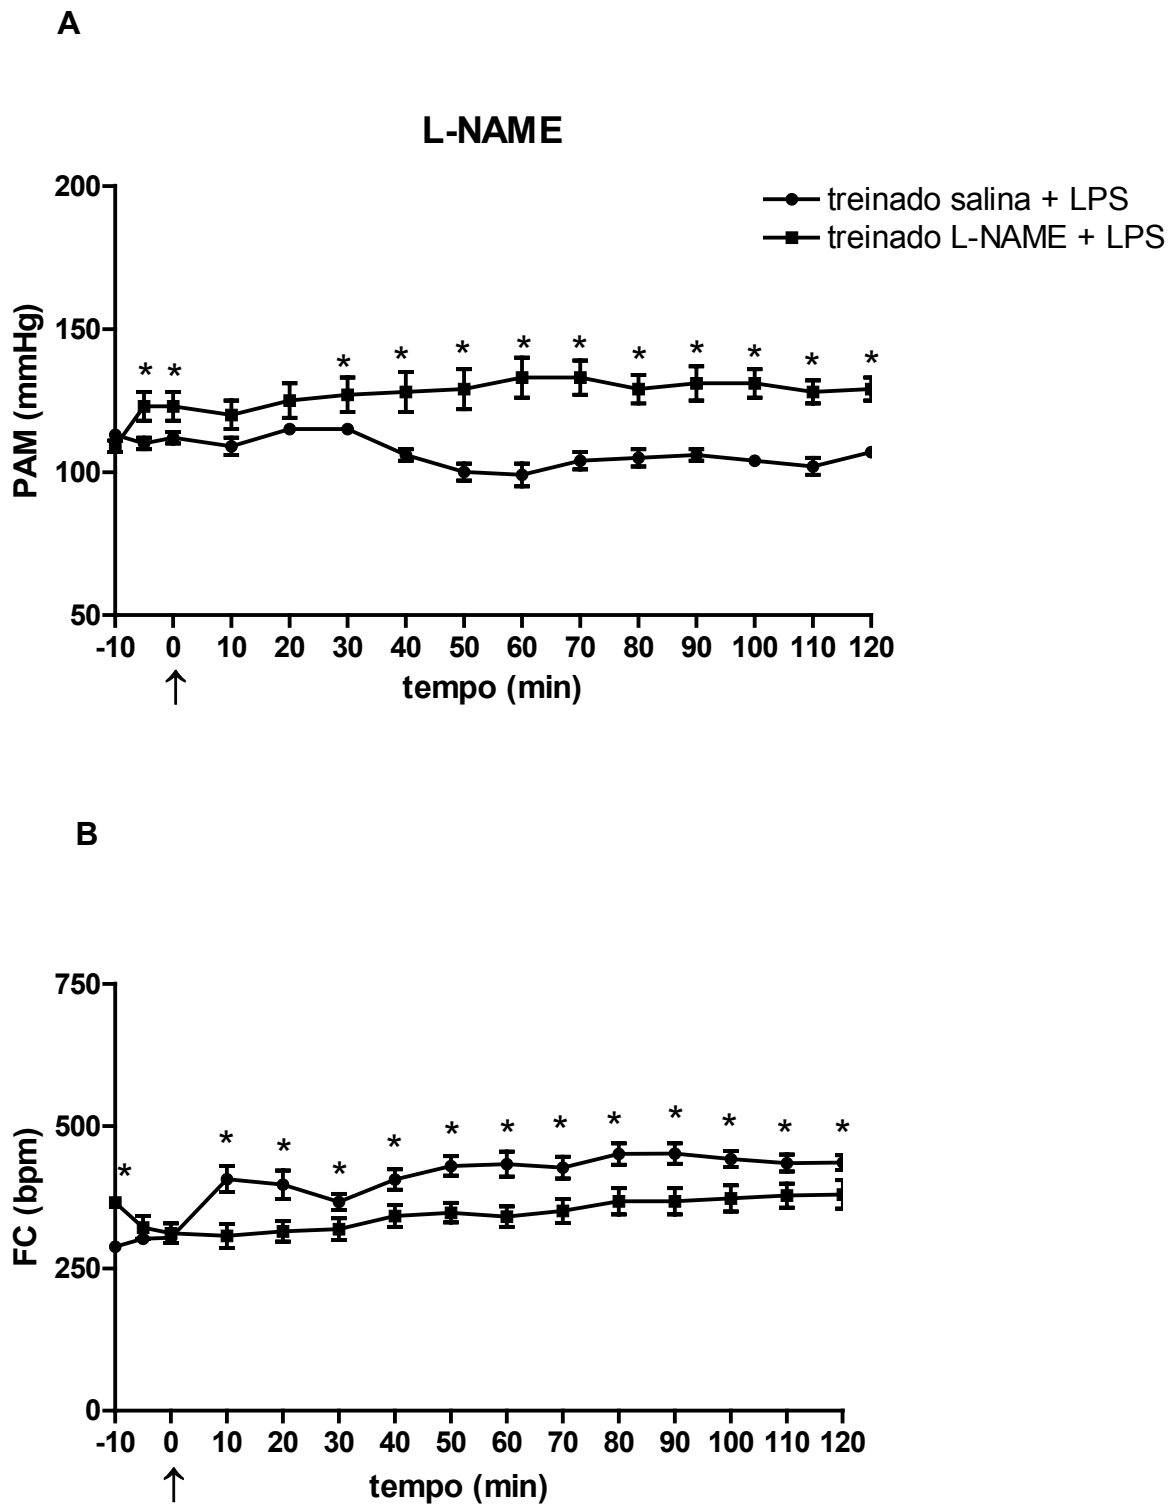 A
L-NAME
200
150
100
50
PAM (mmHg)
treinado salina + LPS
treinado L-NAME + LPS
* * * * * * * * * * * *
-10 0 10 20 30 40 50 60 70 80 90 100 110 120
↑
tempo (min)
B
750
500
250
0
FC (bpm)
* * * * * * * * * * * * *
-10 0 10 20 30 40 50 60 70 80 90 100 110 120
↑
tempo (min)